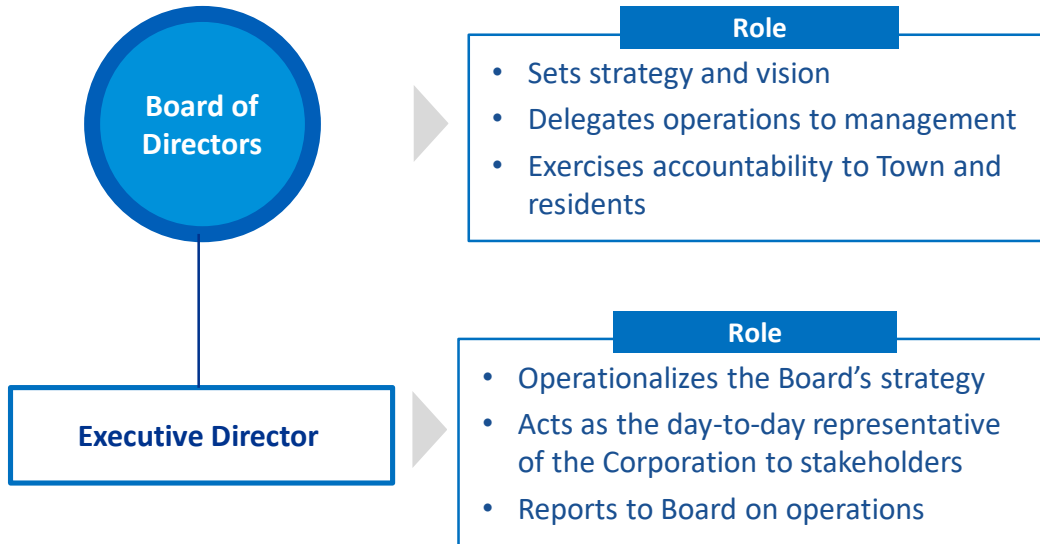 Board of
Directors
Role
• Sets strategy and vision
• Delegates operations to management
• Exercises accountability to Town and
residents
Executive Director
Role
• Operationalizes the Board’s strategy
• Acts as the day-to-day representative
of the Corporation to stakeholders
• Reports to Board on operations